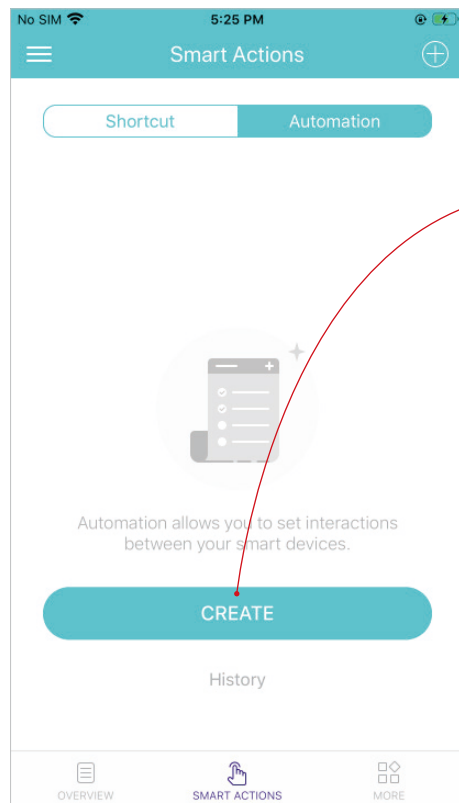 No SIM 5:25 PM
Smart Actions
Shortcut Automation
Automation allows you to set interactions
between your smart devices.
CREATE
History
OVERVIEW SMART ACTIONS MORE